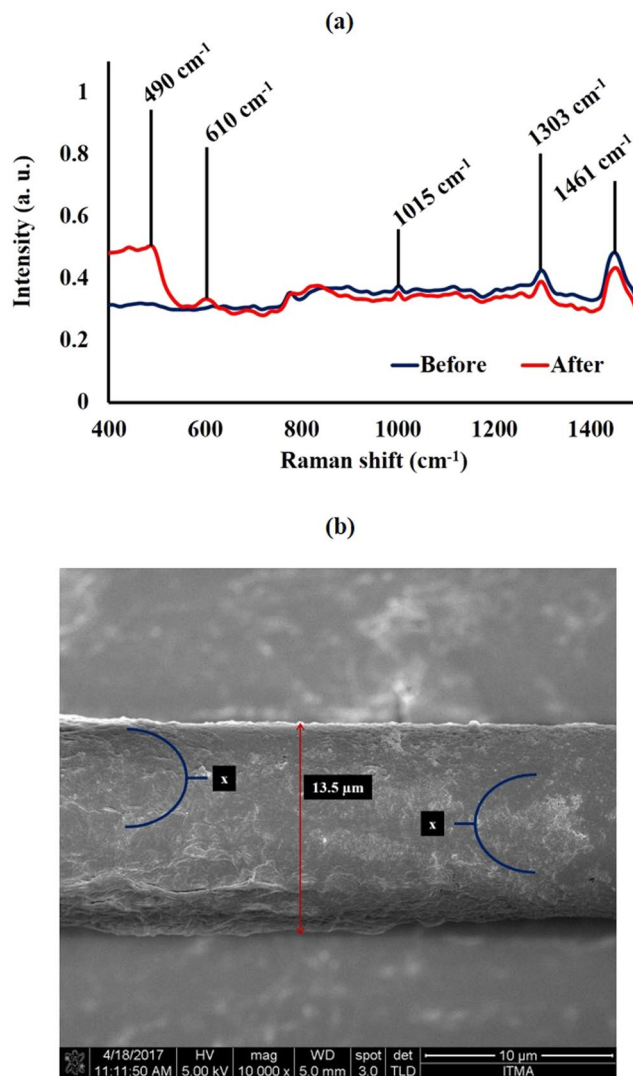 (a)
490 cm-1
610 cm-1
1015 cm-1
1303 cm-1
1461 cm-1
Intensity (a. u.)
1
0.8
0.6
0.4
0.2
0
Before
After
400
600
800
1000
1200
1400
Raman shift (cm-1)
(b)
x
13.5 µm
x
4/18/2017 HV mag WD spot det 10 µm
11:11:50 AM 5.00 kV 10 000 x 5.0 mm 3.0 TLD ITMA